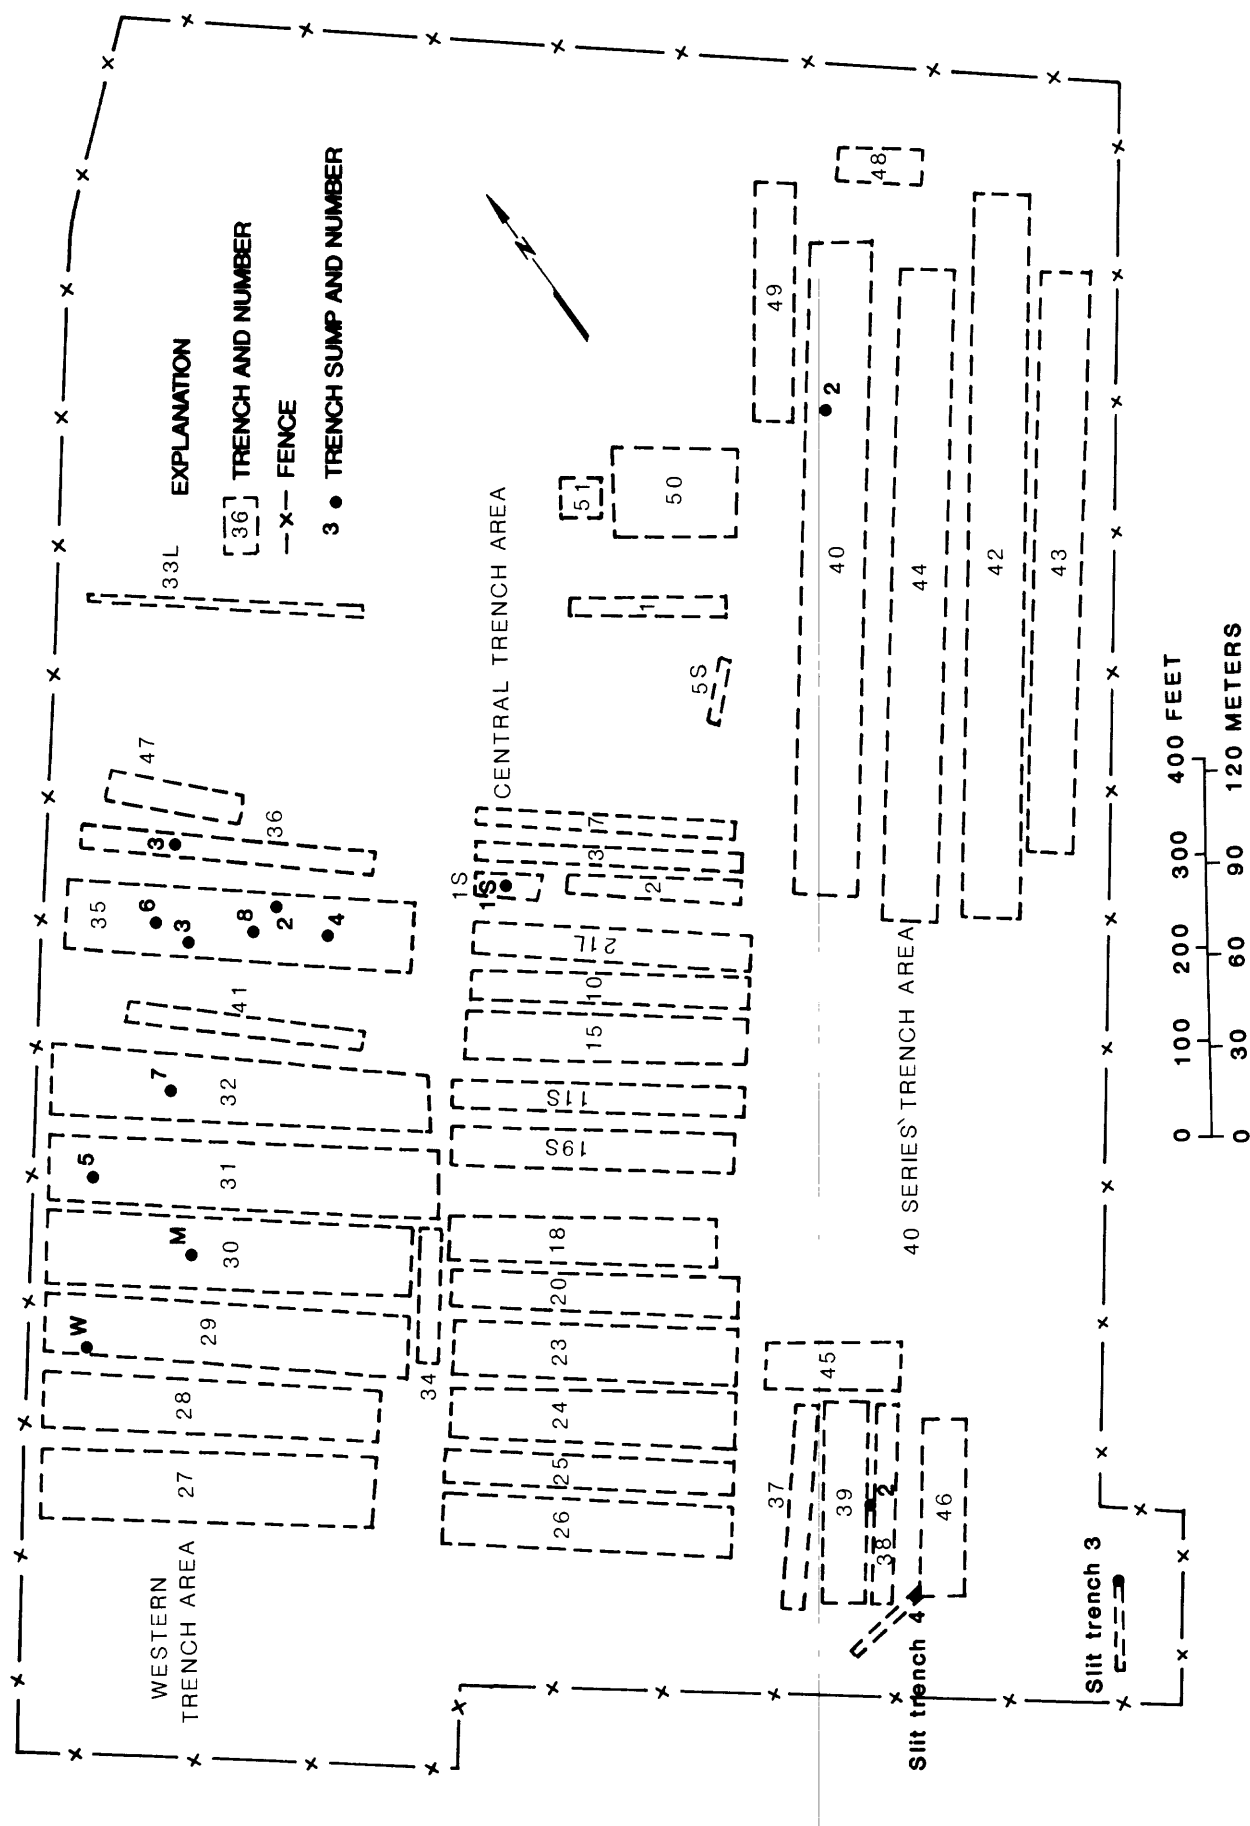 EXPLANATION
36 TRENCH AND NUMBER
—x— FENCE
3 ● TRENCH SUMP AND NUMBER
N
WESTERN
TRENCH AREA
27
28
29
W
30
M
31
5
32
7
41
35
6
3
8
2
4
36
3
47
33L
34
CENTRAL TRENCH AREA
26
25
24
23
20
18
19S
11S
15
10
21L
1S
1S
2
3
7
5S
1
51
50
40 SERIES TRENCH AREA
37
39
38
2
46
45
40
2
49
48
44
42
43
Slit trench 4
Slit trench 3
0 100 200 300 400 FEET
0 30 60 90 120 METERS